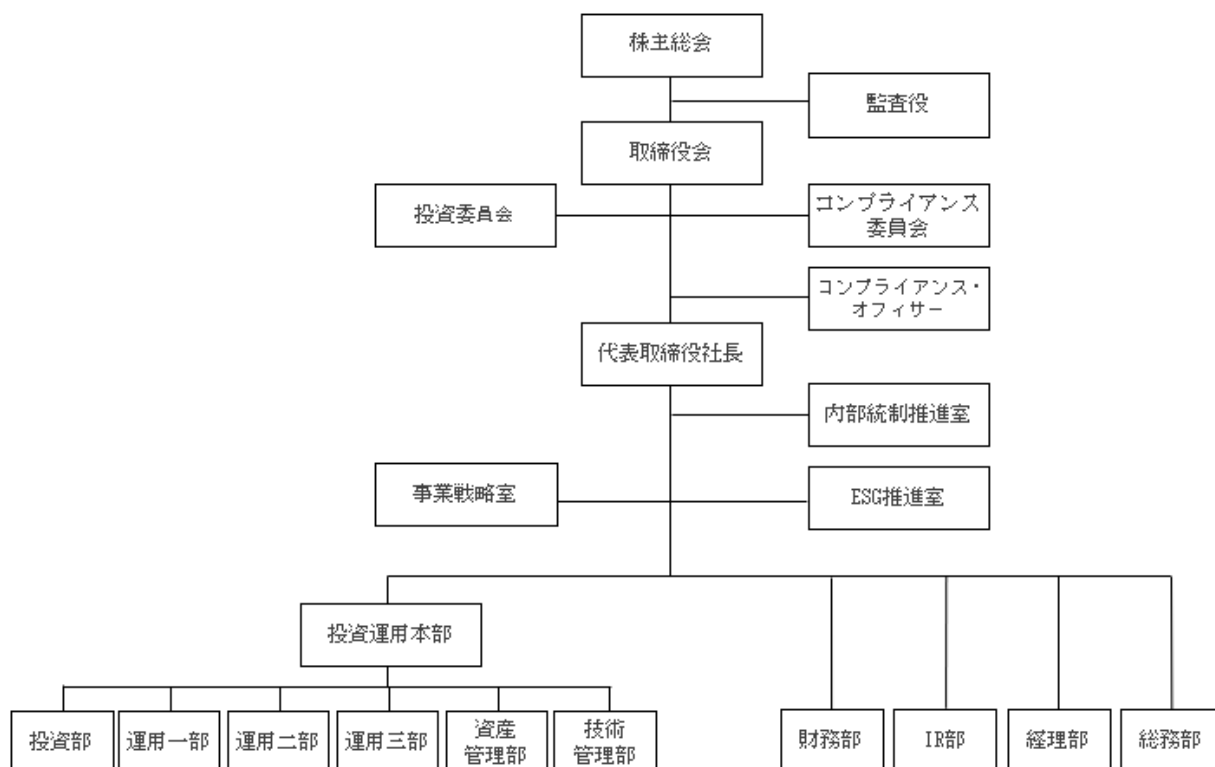 株主総会
監査役
取締役会
投資委員会
コンプライアンス
委員会
コンプライアンス・
オフィサー
代表取締役社長
内部統制推進室
事業戦略室
ESG推進室
投資運用本部
投資部
運用一部
運用二部
運用三部
資産
管理部
技術
管理部
財務部
IR部
経理部
総務部